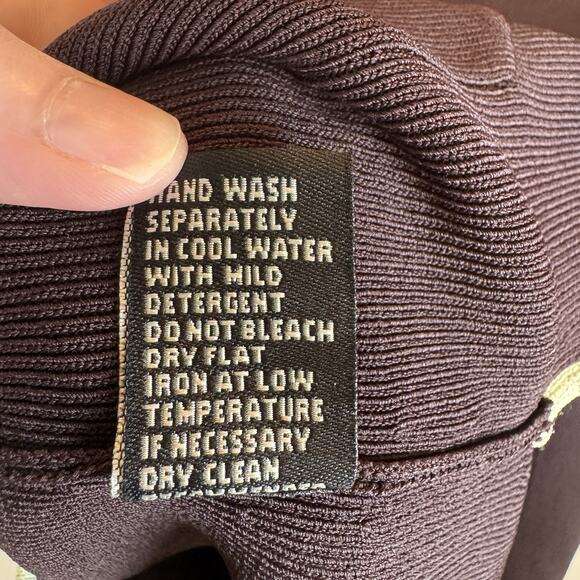 HAND WASH
SEPARATELY
IN COOL WATER
WITH MILD
DETERGENT
DO NOT BLEACH
DRY FLAT
IRON AT LOW
TEMPERATURE
IF NECESSARY
DRY CLEAN